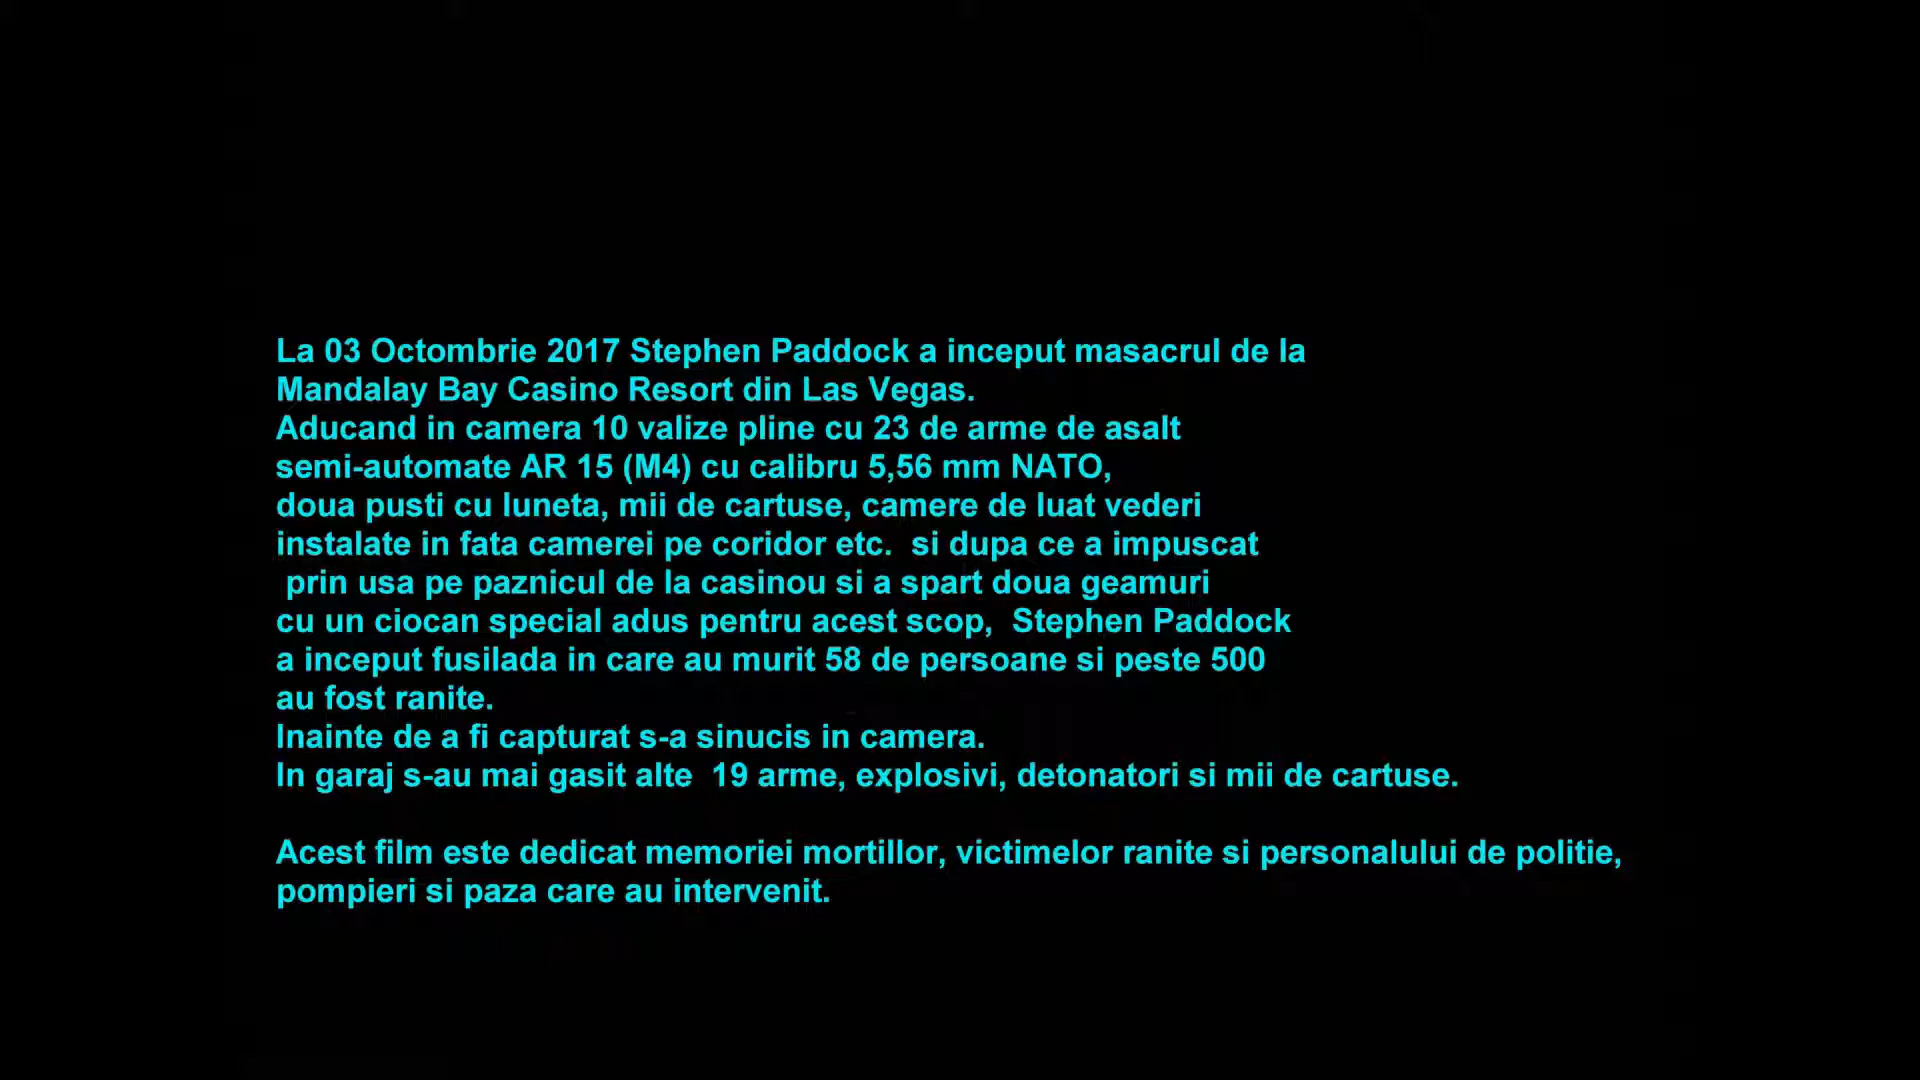 La 03 Octombrie 2017 Stephen Paddock a inceput masacrul de la
Mandalay Bay Casino Resort din Las Vegas.
Aducand in camera 10 valize pline cu 23 de arme de asalt
semi-automate AR 15 (M4) cu calibru 5,56 mm NATO,
doua pusti cu luneta, mii de cartuse, camere de luat vederi
instalate in fata camerei pe coridor etc.  si dupa ce a impuscat
prin usa pe paznicul de la casinou si a spart doua geamuri
cu un ciocan special adus pentru acest scop,  Stephen Paddock
a inceput fusilada in care au murit 58 de persoane si peste 500
au fost ranite.
Inainte de a fi capturat s-a sinucis in camera.
In garaj s-au mai gasit alte  19 arme, explosivi, detonatori si mii de cartuse.
Acest film este dedicat memoriei mortillor, victimelor ranite si personalului de politie,
pompieri si paza care au intervenit.